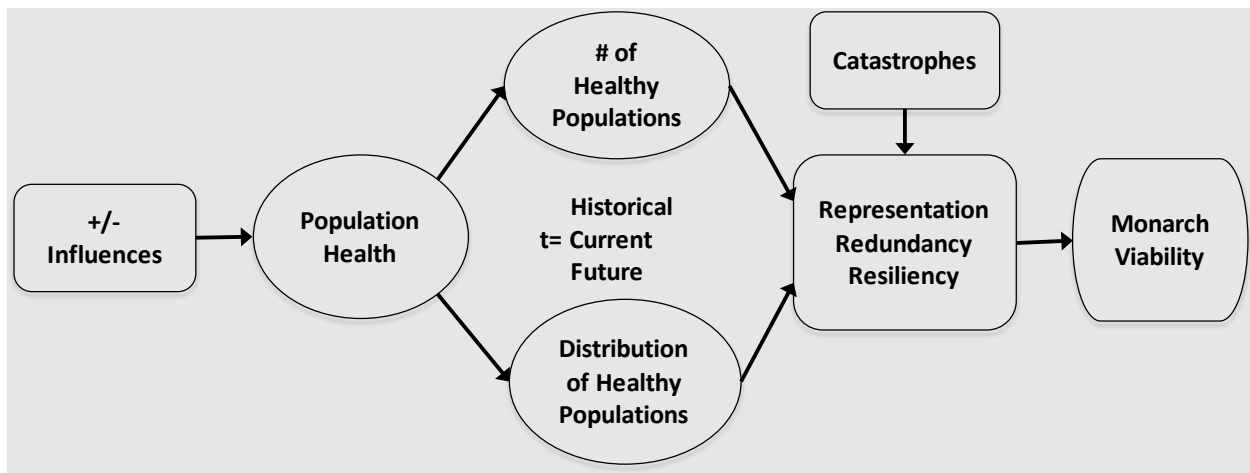 +/-
Influences
Population
Health
# of
Healthy
Populations
Historical
t= Current
Future
Distribution
of Healthy
Populations
Catastrophes
Representation
Redundancy
Resiliency
Monarch
Viability